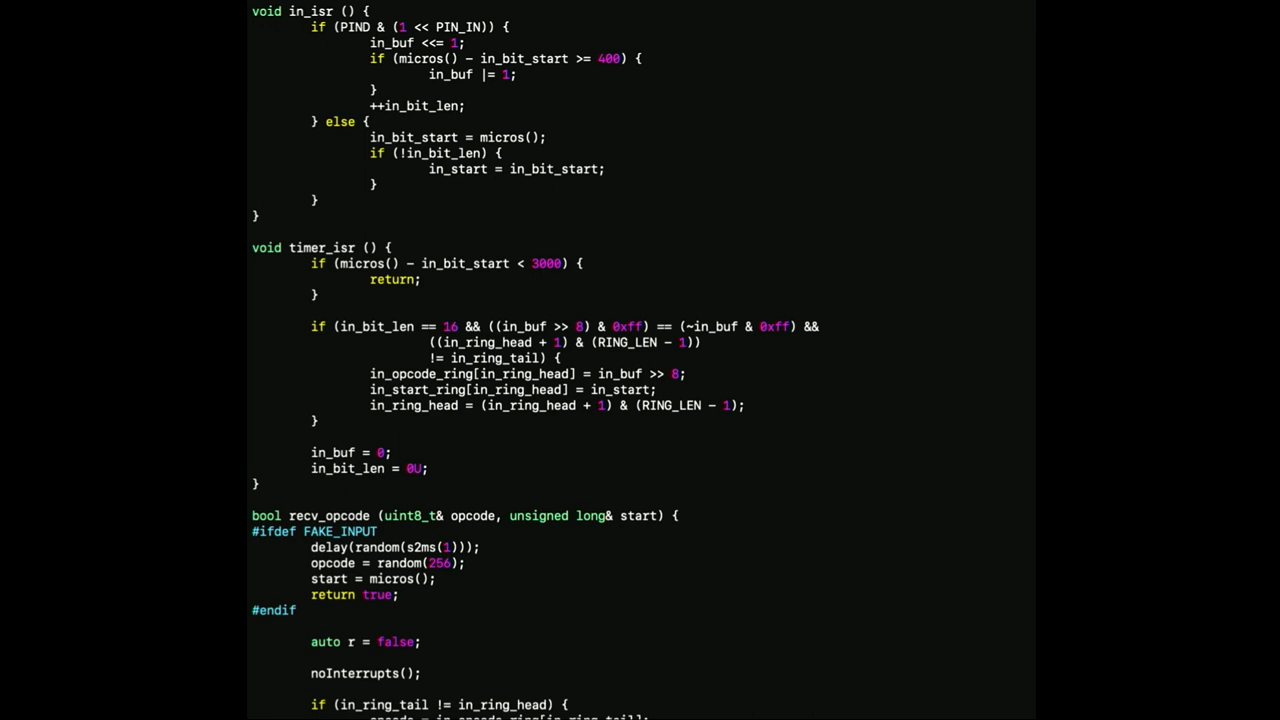 void in_isr () {
if (PIND & (1 << PIN_IN)) {
in_buf <<= 1;
if (micros() - in_bit_start >= 400) {
in_buf |= 1;
}
++in_bit_len;
} else {
in_bit_start = micros();
if (!in_bit_len) {
in_start = in_bit_start;
}
}
}
void timer_isr () {
if (micros() - in_bit_start < 3000) {
return;
}
if (in_bit_len == 16 && ((in_buf >> 8) & 0xff) == (~in_buf & 0xff) &&
((in_ring_head + 1) & (RING_LEN - 1))
!= in_ring_tail) {
in_opcode_ring[in_ring_head] = in_buf >> 8;
in_start_ring[in_ring_head] = in_start;
in_ring_head = (in_ring_head + 1) & (RING_LEN - 1);
}
in_buf = 0;
in_bit_len = 0U;
}
bool recv_opcode (uint8_t& opcode, unsigned long& start) {
#ifdef FAKE_INPUT
delay(random(s2ms(1)));
opcode = random(256);
start = micros();
return true;
#endif
auto r = false;
noInterrupts();
if (in_ring_tail != in_ring_head) {
opcode = in_opcode_ring[in_ring_tail];